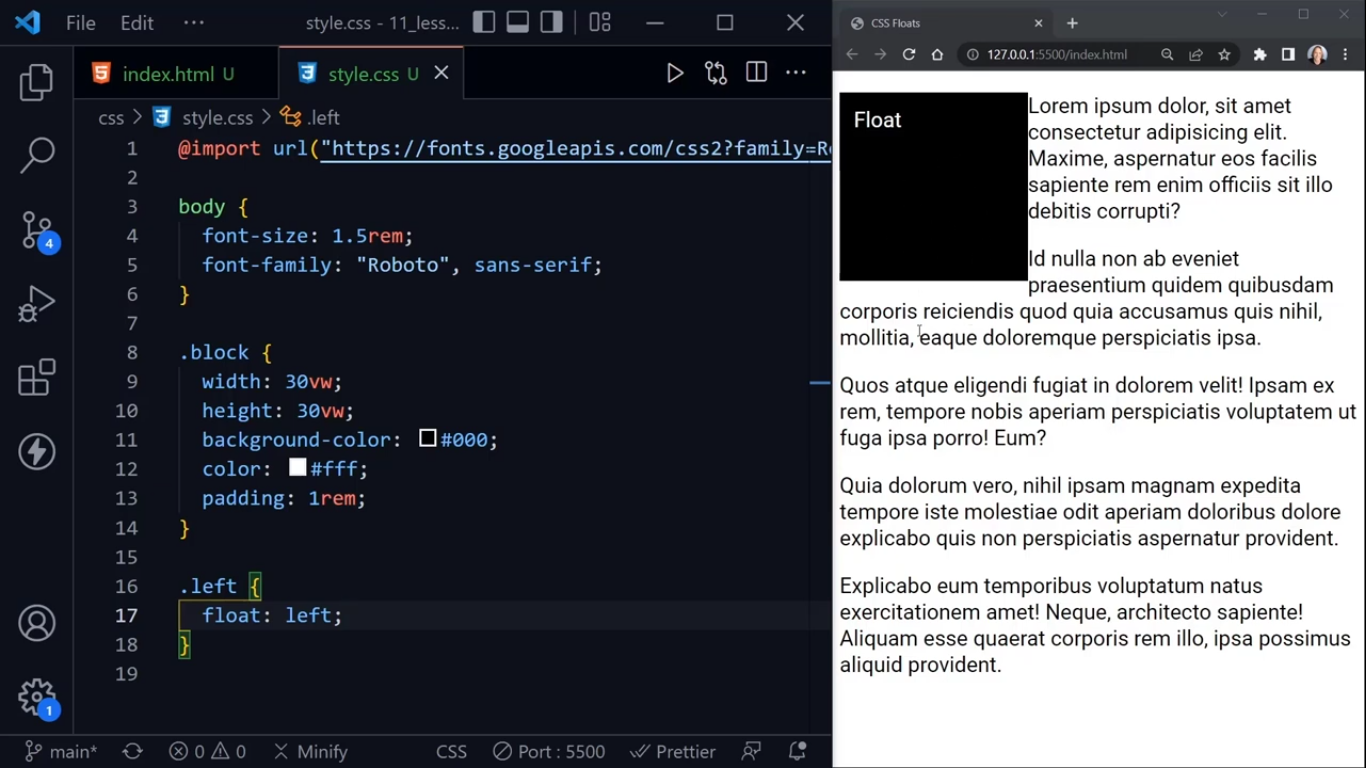 File Edit ··· style.css - 11_less...
index.html U
style.css U
css > style.css > .left
1 @import url("https://fonts.googleapis.com/css2?family=R
2
3 body {
4 font-size: 1.5rem;
5 font-family: "Roboto", sans-serif;
6 }
7
8 .block {
9 width: 30vw;
10 height: 30vw;
11 background-color: #000;
12 color: #fff;
13 padding: 1rem;
14 }
15
16 .left {
17 float: left;
18 }
19
4
1
main* 0 0 Minify CSS Port : 5500 Prettier
CSS Floats
127.0.0.1:5500/index.html
Float
Lorem ipsum dolor, sit amet
consectetur adipisicing elit.
Maxime, aspernatur eos facilis
sapiente rem enim officiis sit illo
debitis corrupti?
Id nulla non ab eveniet
praesentium quidem quibusdam
corporis reiciendis quod quia accusamus quis nihil,
mollitia, eaque doloremque perspiciatis ipsa.
Quos atque eligendi fugiat in dolorem velit! Ipsam ex
rem, tempore nobis aperiam perspiciatis voluptatem ut
fuga ipsa porro! Eum?
Quia dolorum vero, nihil ipsam magnam expedita
tempore iste molestiae odit aperiam doloribus dolore
explicabo quis non perspiciatis aspernatur provident.
Explicabo eum temporibus voluptatum natus
exercitationem amet! Neque, architecto sapiente!
Aliquam esse quaerat corporis rem illo, ipsa possimus
aliquid provident.